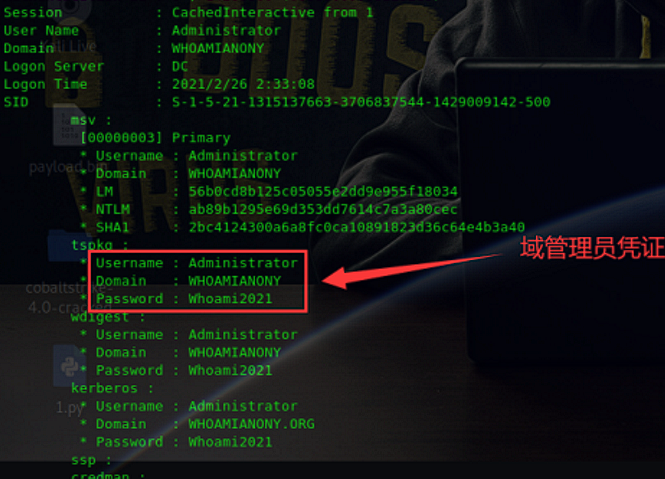 Session : CachedInteractive from 1
User Name : Administrator
Domain : WHOAMIANONY
Logon Server : DC
Logon Time : 2021/2/26 2:33:08
SID : S-1-5-21-1315137663-3706837544-1429009142-500
msv :
[00000003] Primary
* Username : Administrator
* Domain : WHOAMIANONY
* LM : 56b0cd8b125c05055e2dd9e955f18034
* NTLM : ab89b1295e69d353dd7614c7a3a80cec
* SHA1 : 2bc4124300a6a8fc0ca10891823d36c64e4b3a40
payload.bin
tspkg :
* Username : Administrator
* Domain : WHOAMIANONY
* Password : Whoami2021
域管理员凭证
cobaltstrike-
4.0-cracked
wdigest :
* Username : Administrator
* Domain : WHOAMIANONY
* Password : Whoami2021
kerberos :
* Username : Administrator
* Domain : WHOAMIANONY.ORG
* Password : Whoami2021
1.py
ssp :
credman :